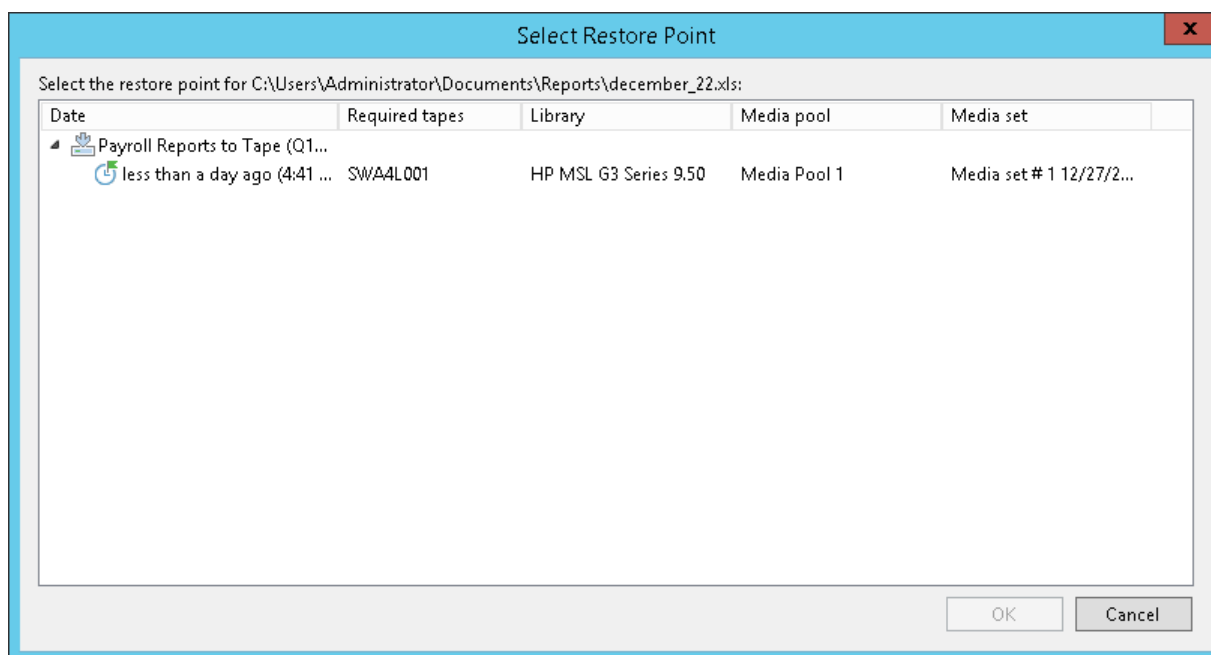 Select Restore Point
x
Select the restore point for C:\Users\Administrator\Documents\Reports\december_22.xls:
Date Required tapes Library Media pool Media set
Payroll Reports to Tape (Q1...
less than a day ago (4:41 ... SWA4L001 HP MSL G3 Series 9.50 Media Pool 1 Media set # 1 12/27/2...
OK Cancel